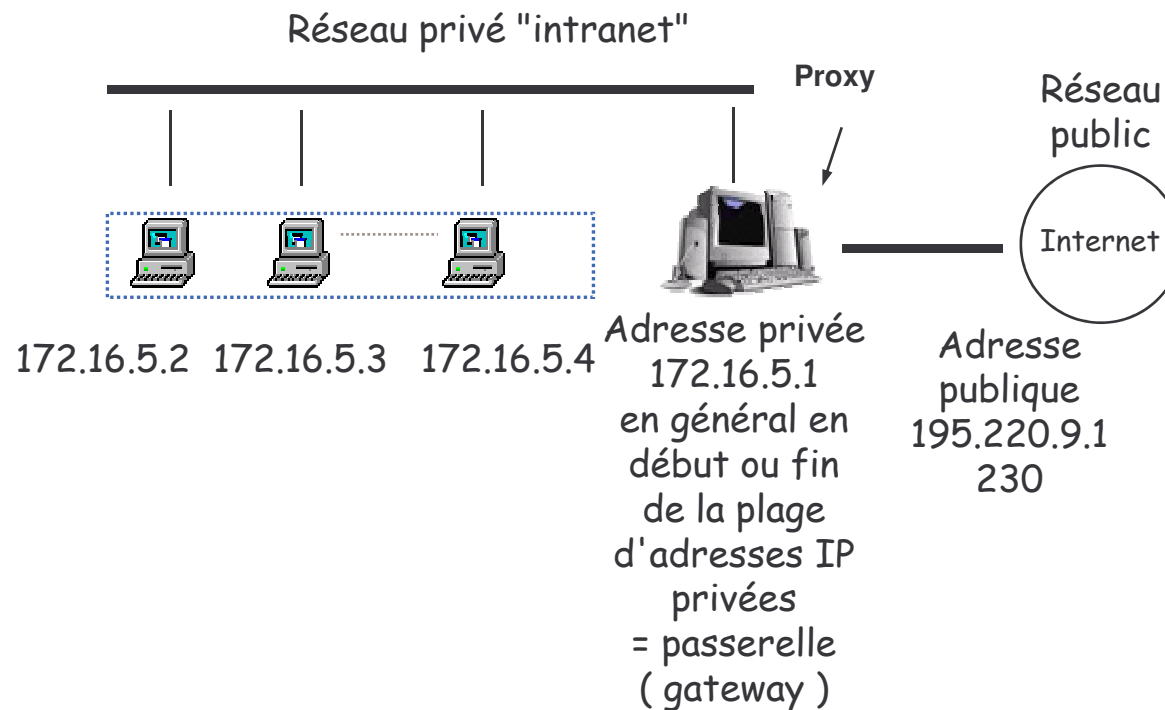 Réseau privé "intranet"
Proxy
Réseau
public
Internet
172.16.5.2 172.16.5.3 172.16.5.4
Adresse privée
172.16.5.1
en général en
début ou fin
de la plage
d'adresses IP
privées
= passerelle
( gateway )
Adresse
publique
195.220.9.1
230